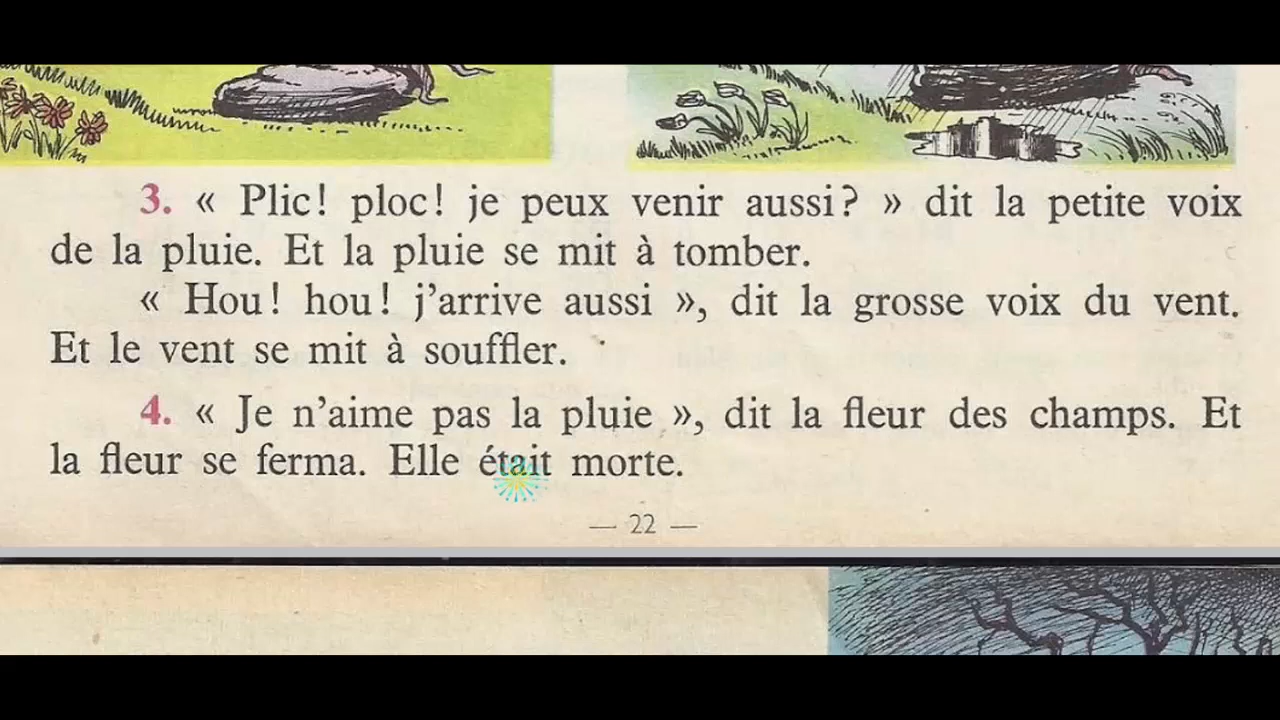 3. « Plic! ploc! je peux venir aussi? » dit la petite voix
de la pluie. Et la pluie se mit à tomber.
« Hou! hou! j'arrive aussi », dit la grosse voix du vent.
Et le vent se mit à souffler.
4. « Je n'aime pas la pluie », dit la fleur des champs. Et
la fleur se ferma. Elle était morte.
— 22 —